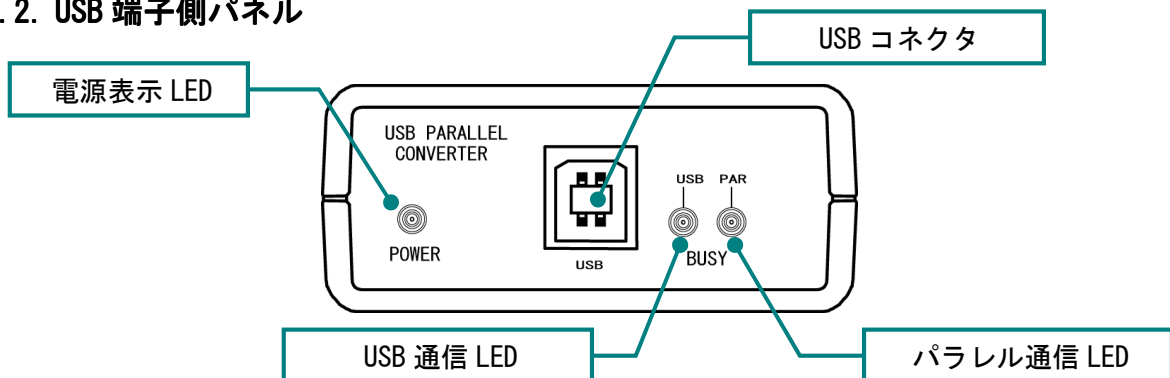 .2. USB 端子側パネル
USB コネクタ
電源表示 LED
USB PARALLEL
CONVERTER
USB PAR
POWER
USB
BUSY
USB 通信 LED
パラレル通信 LED